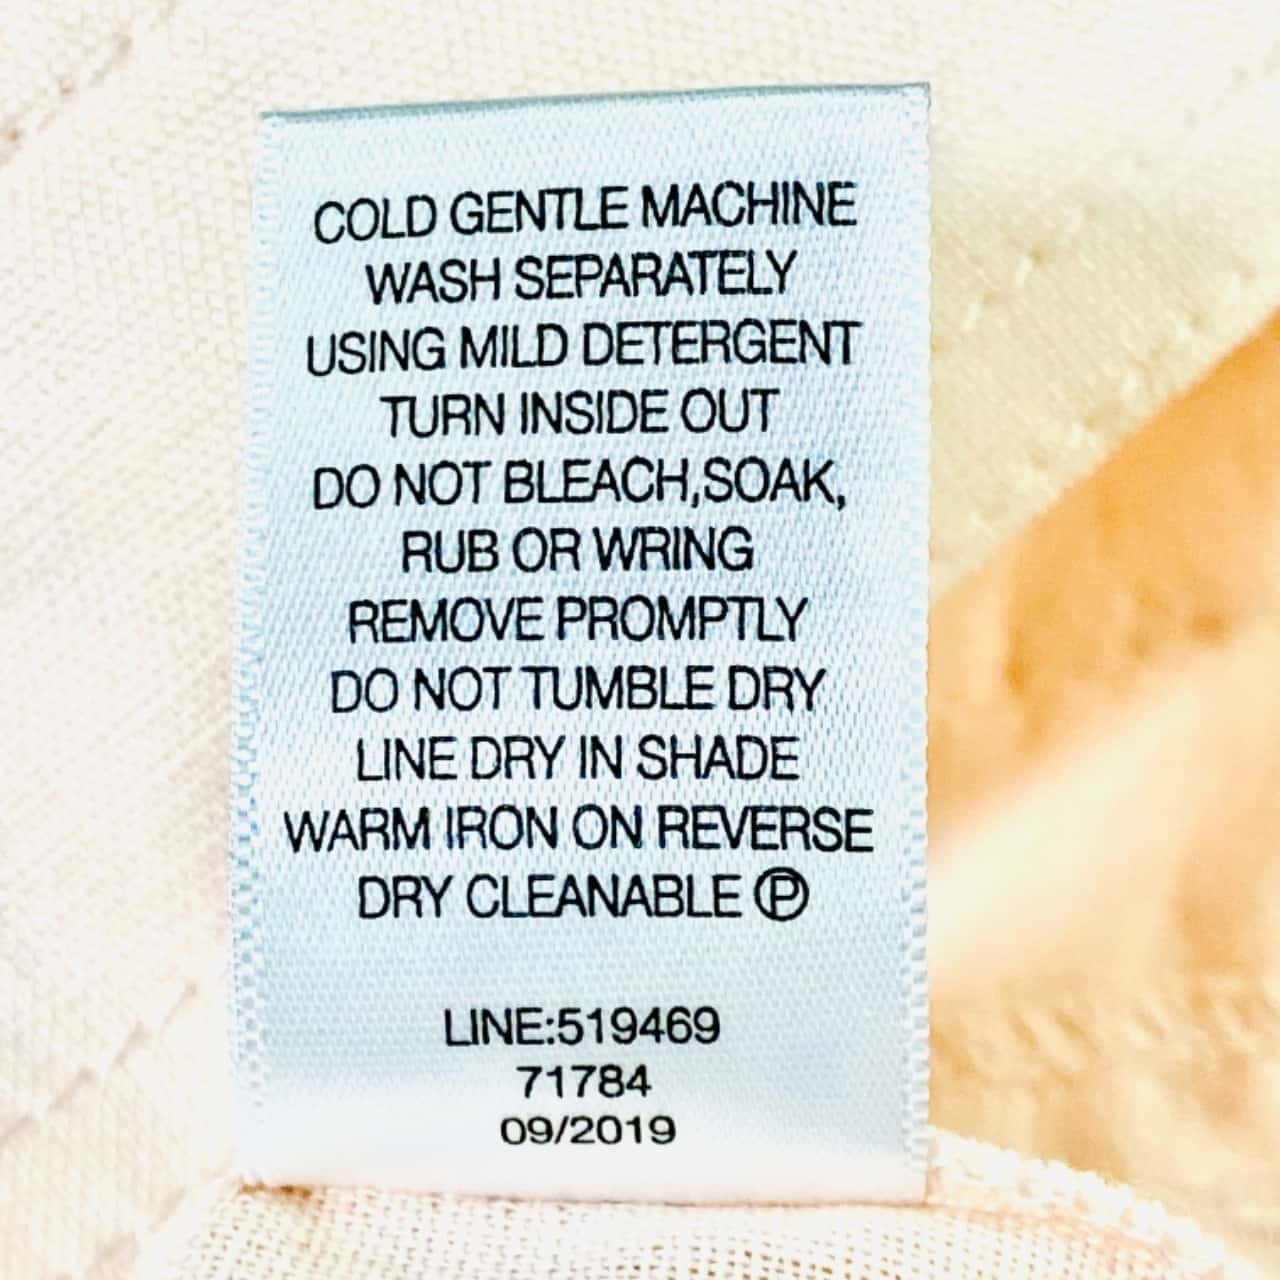 COLD GENTLE MACHINE
WASH SEPARATELY
USING MILD DETERGENT
TURN INSIDE OUT
DO NOT BLEACH,SOAK,
RUB OR WRING
REMOVE PROMPTLY
DO NOT TUMBLE DRY
LINE DRY IN SHADE
WARM IRON ON REVERSE
DRY CLEANABLE Ⓟ
LINE:519469
71784
09/2019